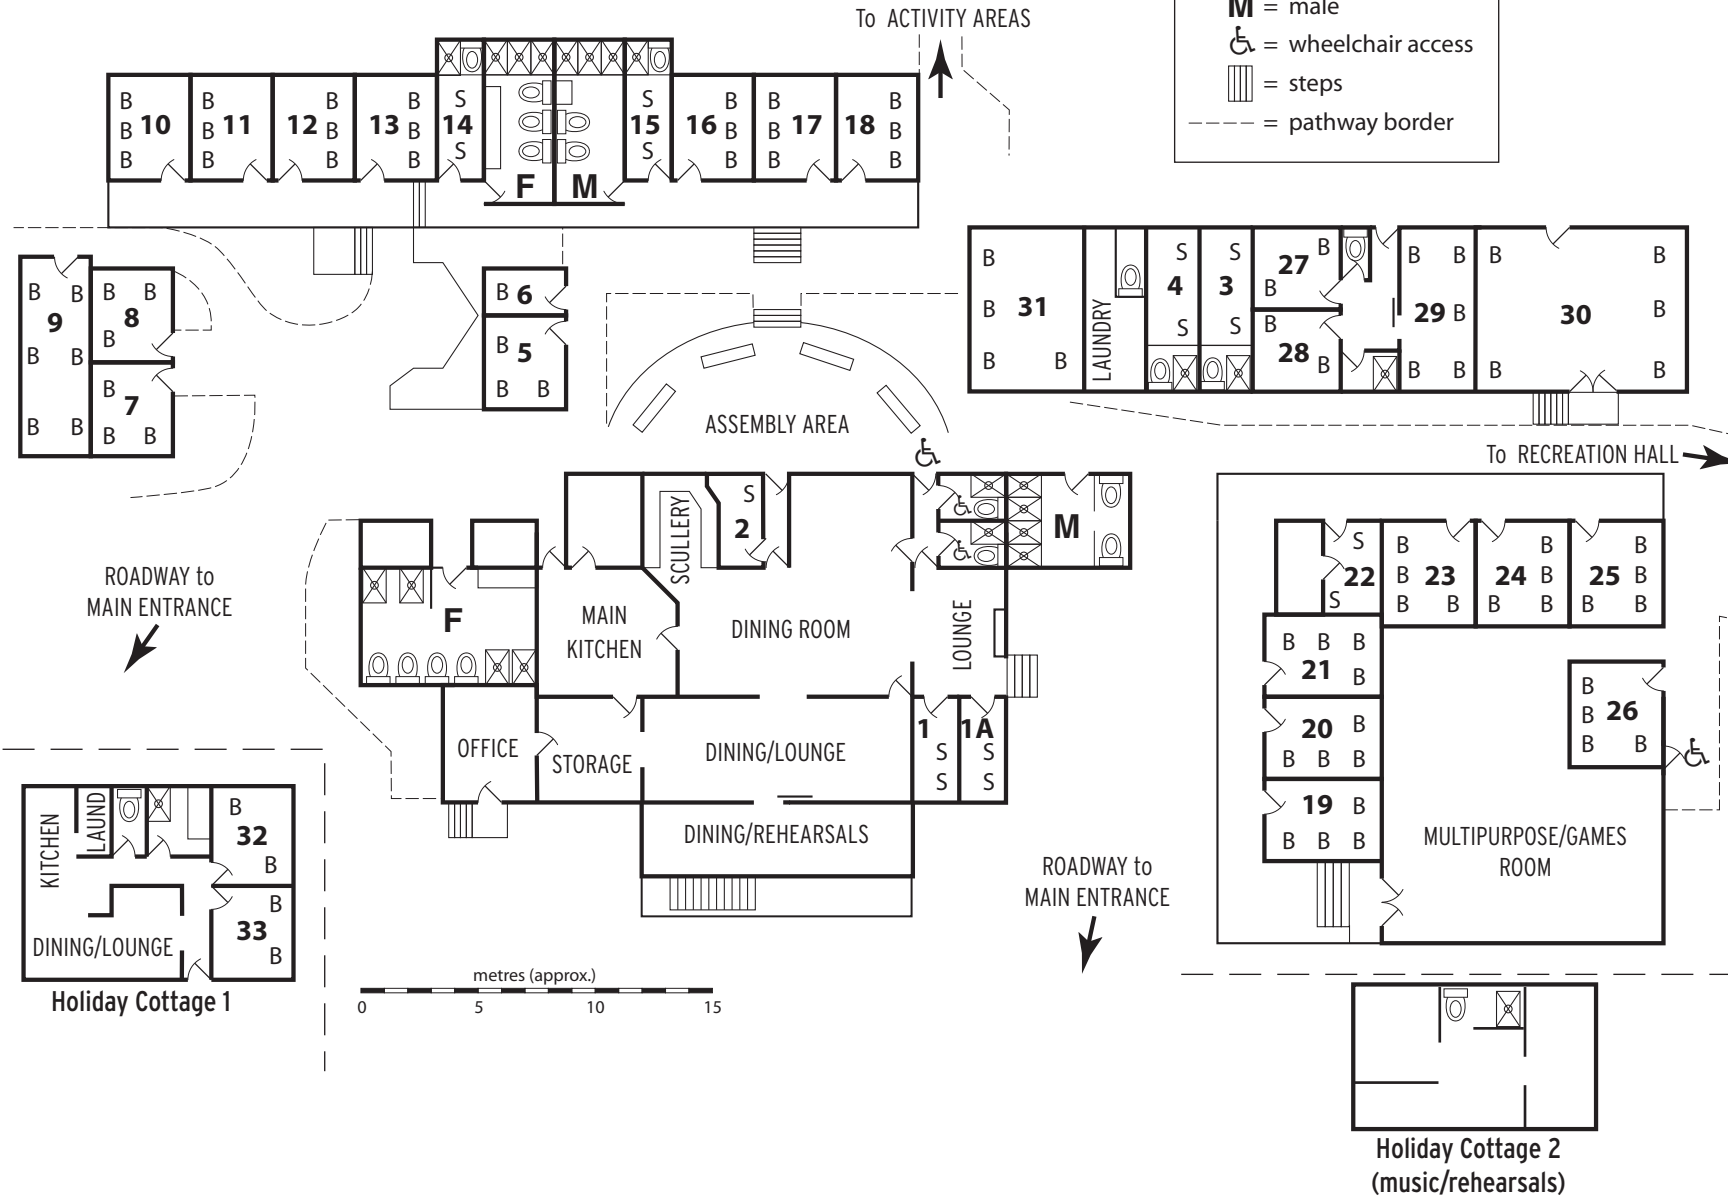 To ACTIVITY AREAS
M = male
= wheelchair access
= steps
= pathway border
B B B B S S B B B
B 10 B 11 12 B 13 B 14 15 16 B B 17 18 B
B B B B S S B B B
F M
B B B B 8 B 6
9 B
B B B 5
B 7 B B
B B B B
B S S B 27 B B B B
31 4 3 B
B LAUNDRY B 29 B 30 B
S S 28
B B B B B B B
ASSEMBLY AREA
To RECREATION HALL
SCULLERY S 2 M
ROADWAY to
MAIN ENTRANCE
F
MAIN
KITCHEN
DINING ROOM
LOUNGE
S 22 S
B B B 23 B
B 24 B B B
B B 25 B B
B B B
21 B
B
20 B
B B B
19 B
B B B
B
B 26
B B
OFFICE
STORAGE
DINING/LOUNGE
1 1A
S S
S S
DINING/REHEARSALS
MULTIPURPOSE/GAMES
ROOM
ROADWAY to
MAIN ENTRANCE
KITCHEN
LAUND
B
32
B
B
33
B
DINING/LOUNGE
Holiday Cottage 1
metres (approx.)
0 5 10 15
Holiday Cottage 2
(music/rehearsals)